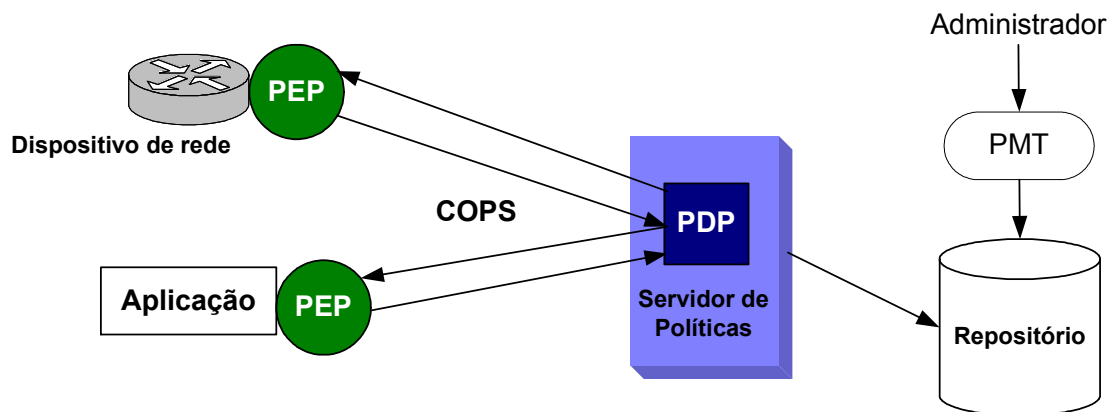 Administrador
PEP
Dispositivo de rede
PMT
COPS
PDP
Aplicação
PEP
Servidor de
Políticas
Repositório